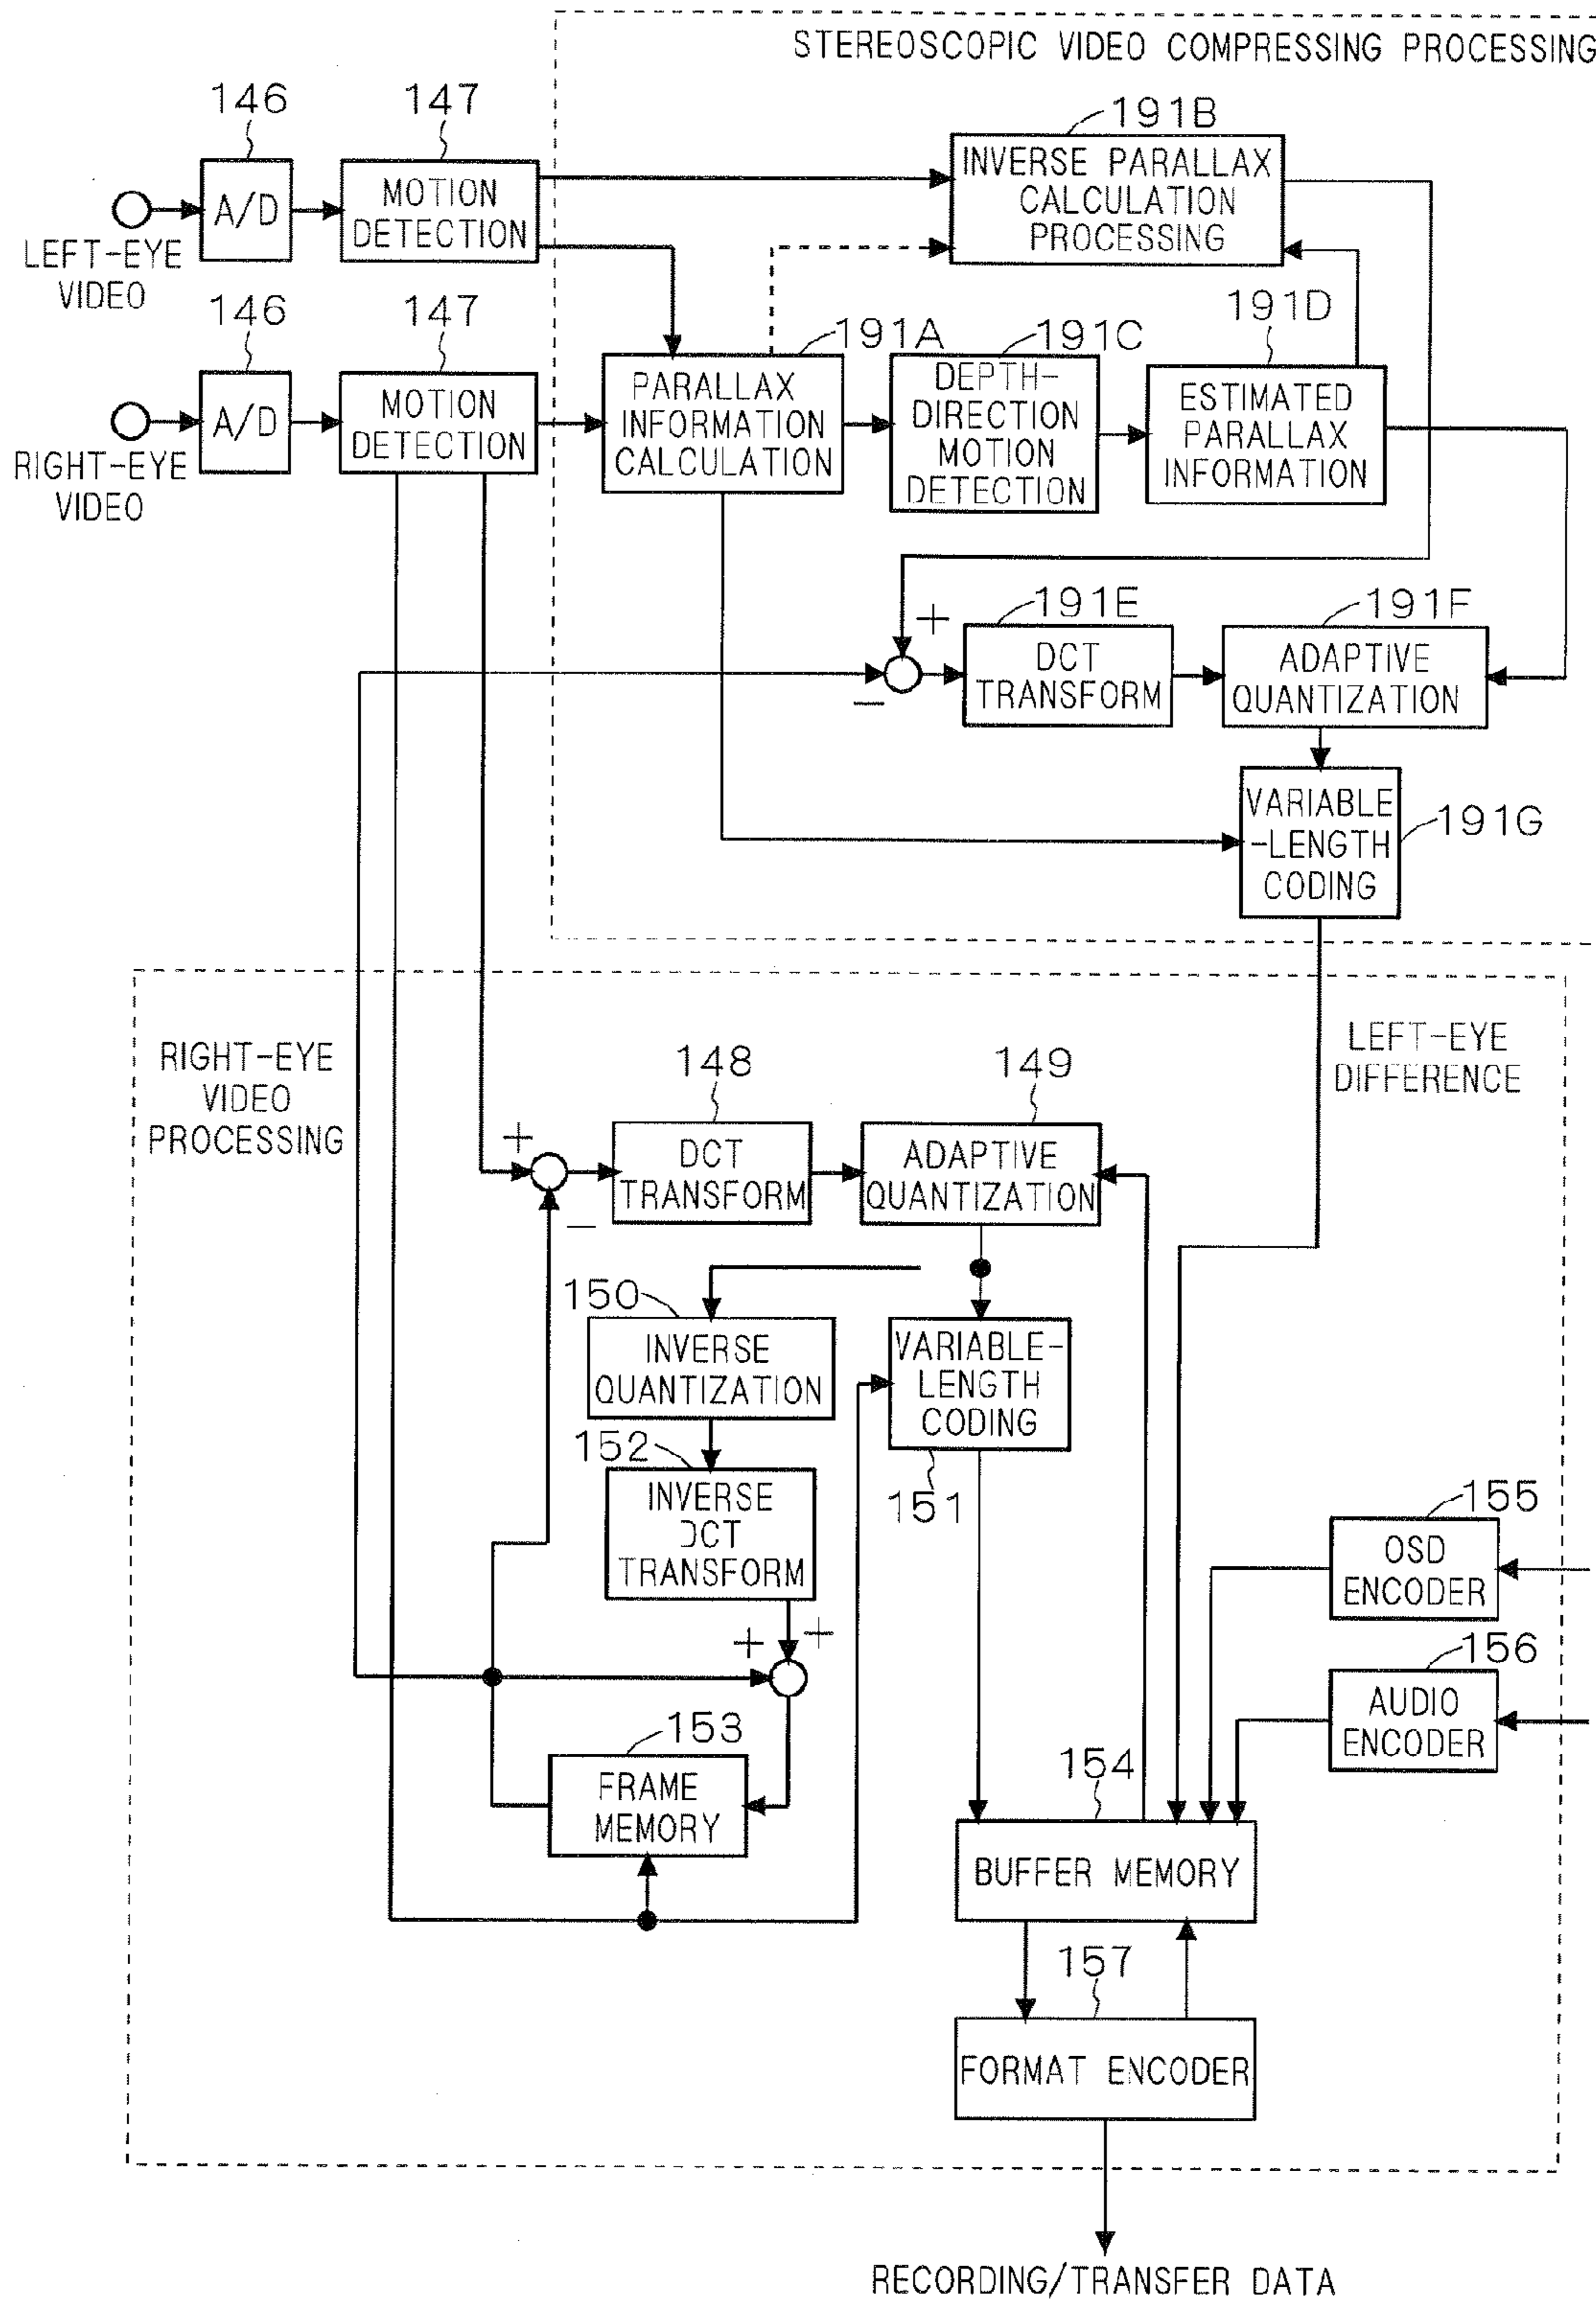 STEREOSCOPIC VIDEO COMPRESSING PROCESSING
146
147
191B
A/D
MOTION
DETECTION
INVERSE PARALLAX
CALCULATION
PROCESSING
LEFT-EYE
VIDEO
146
147
191A
191C
191D
A/D
MOTION
DETECTION
PARALLAX
INFORMATION
CALCULATION
DEPTH-
DIRECTION
MOTION
DETECTION
ESTIMATED
PARALLAX
INFORMATION
RIGHT-EYE
VIDEO
+
−
191E
191F
DCT
TRANSFORM
ADAPTIVE
QUANTIZATION
VARIABLE
-LENGTH
CODING
191G
RIGHT-EYE
VIDEO
PROCESSING
LEFT-EYE
DIFFERENCE
148
149
+
−
DCT
TRANSFORM
ADAPTIVE
QUANTIZATION
150
INVERSE
QUANTIZATION
VARIABLE-
LENGTH
CODING
152
151
INVERSE
DCT
TRANSFORM
155
OSD
ENCODER
+
+
156
AUDIO
ENCODER
153
FRAME
MEMORY
154
BUFFER MEMORY
157
FORMAT ENCODER
RECORDING/TRANSFER DATA